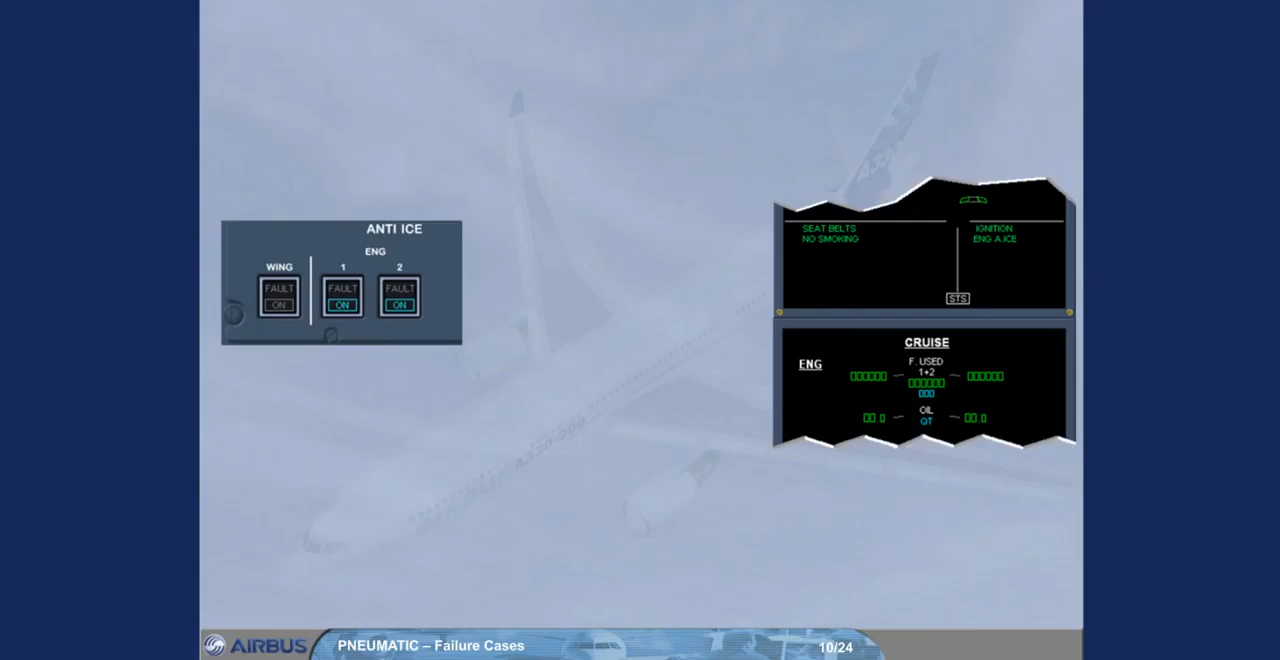 ANTI ICE
ENG
WING
1
2
FAULT
FAULT
FAULT
ON
ON
ON
SEAT BELTS
NO SMOKING
IGNITION
ENG A.ICE
STS
CRUISE
ENG
F. USED
1+2
OIL
QT
AIRBUS
PNEUMATIC – Failure Cases
10/24